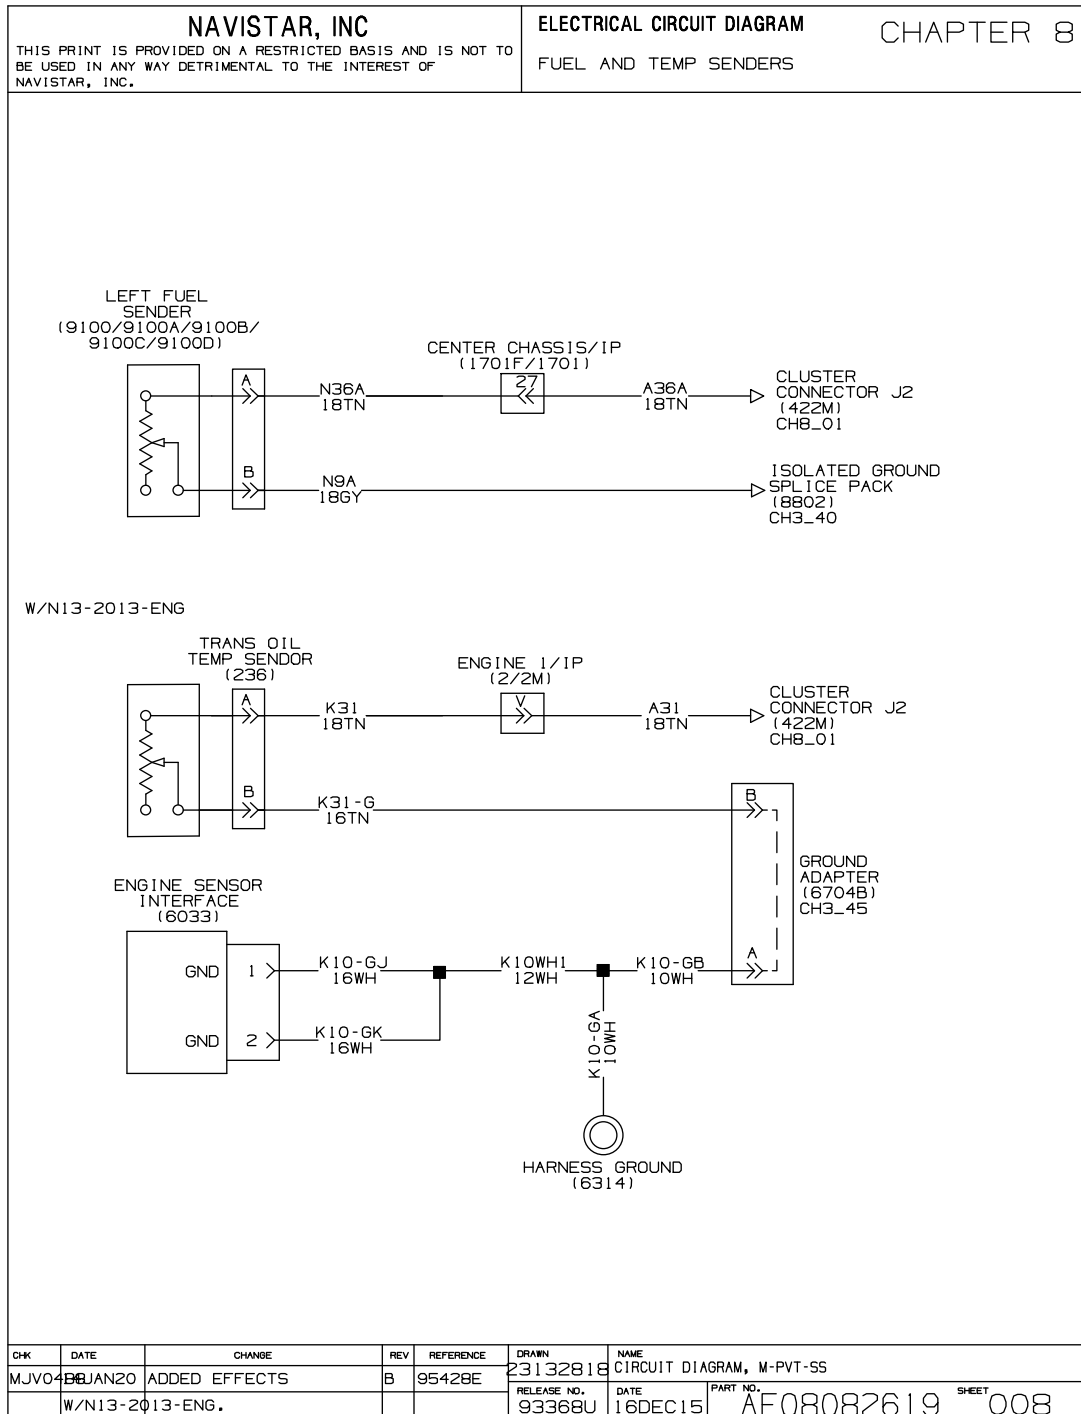 NAVISTAR, INC
THIS PRINT IS PROVIDED ON A RESTRICTED BASIS AND IS NOT TO
BE USED IN ANY WAY DETRIMENTAL TO THE INTEREST OF
NAVISTAR, INC.
ELECTRICAL CIRCUIT DIAGRAM
FUEL AND TEMP SENDERS
CHAPTER 8
LEFT FUEL
SENDER
(9100/9100A/9100B/
9100C/9100D)
A
N36A
18TN
CENTER CHASSIS/IP
(1701F/1701)
27
A36A
18TN
CLUSTER
CONNECTOR J2
(422M)
CH8_01
B
N9A
18GY
ISOLATED GROUND
SPLICE PACK
(8802)
CH3_40
W/N13-2013-ENG
TRANS OIL
TEMP SENDOR
(236)
A
K31
18TN
ENGINE 1/IP
(2/2M)
V
A31
18TN
CLUSTER
CONNECTOR J2
(422M)
CH8_01
B
K31-G
16TN
B
GROUND
ADAPTER
(6704B)
CH3_45
A
ENGINE SENSOR
INTERFACE
(6033)
GND 1
K10-GJ
16WH
K10WH1
12WH
K10-GB
10WH
GND 2
K10-GK
16WH
K10-GA
10WH
HARNESS GROUND
(6314)
CHK DATE CHANGE REV REFERENCE
ADDED EFFECTS B 95428E
W/N13-2013-ENG.
DRAWN
23132818
NAME
CIRCUIT DIAGRAM, M-PVT-SS
RELEASE NO.
93368U
DATE
16DEC15
PART NO.
AF08082619
SHEET
008